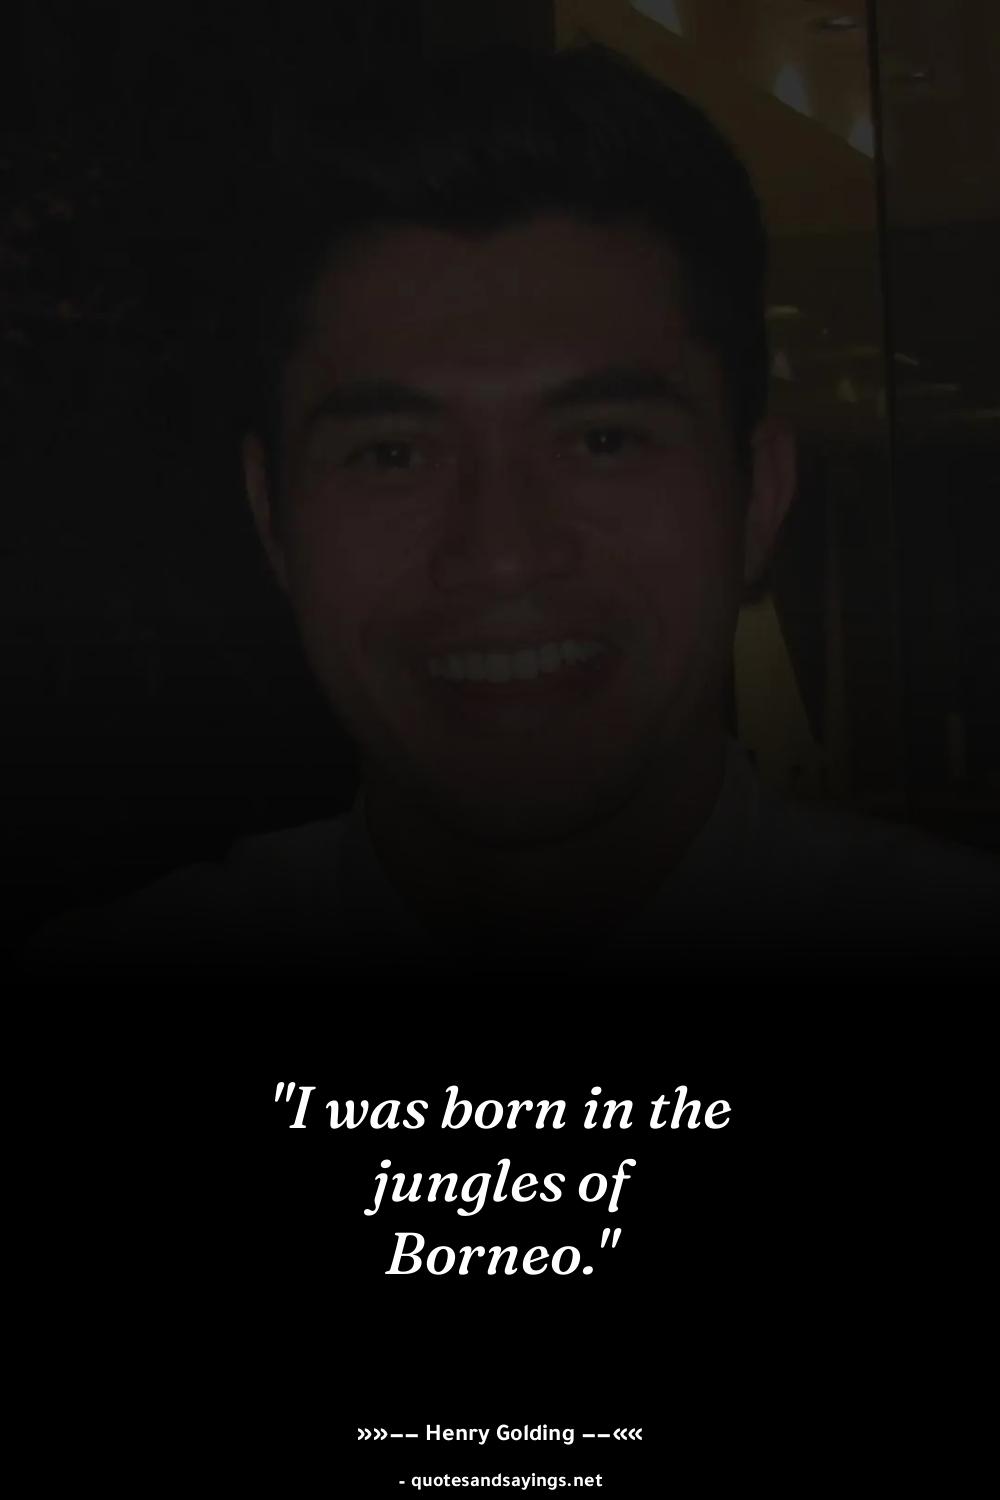 "I was born in the
jungles of
Borneo."
»»−− Henry Golding −−««
- quotesandsayings.net